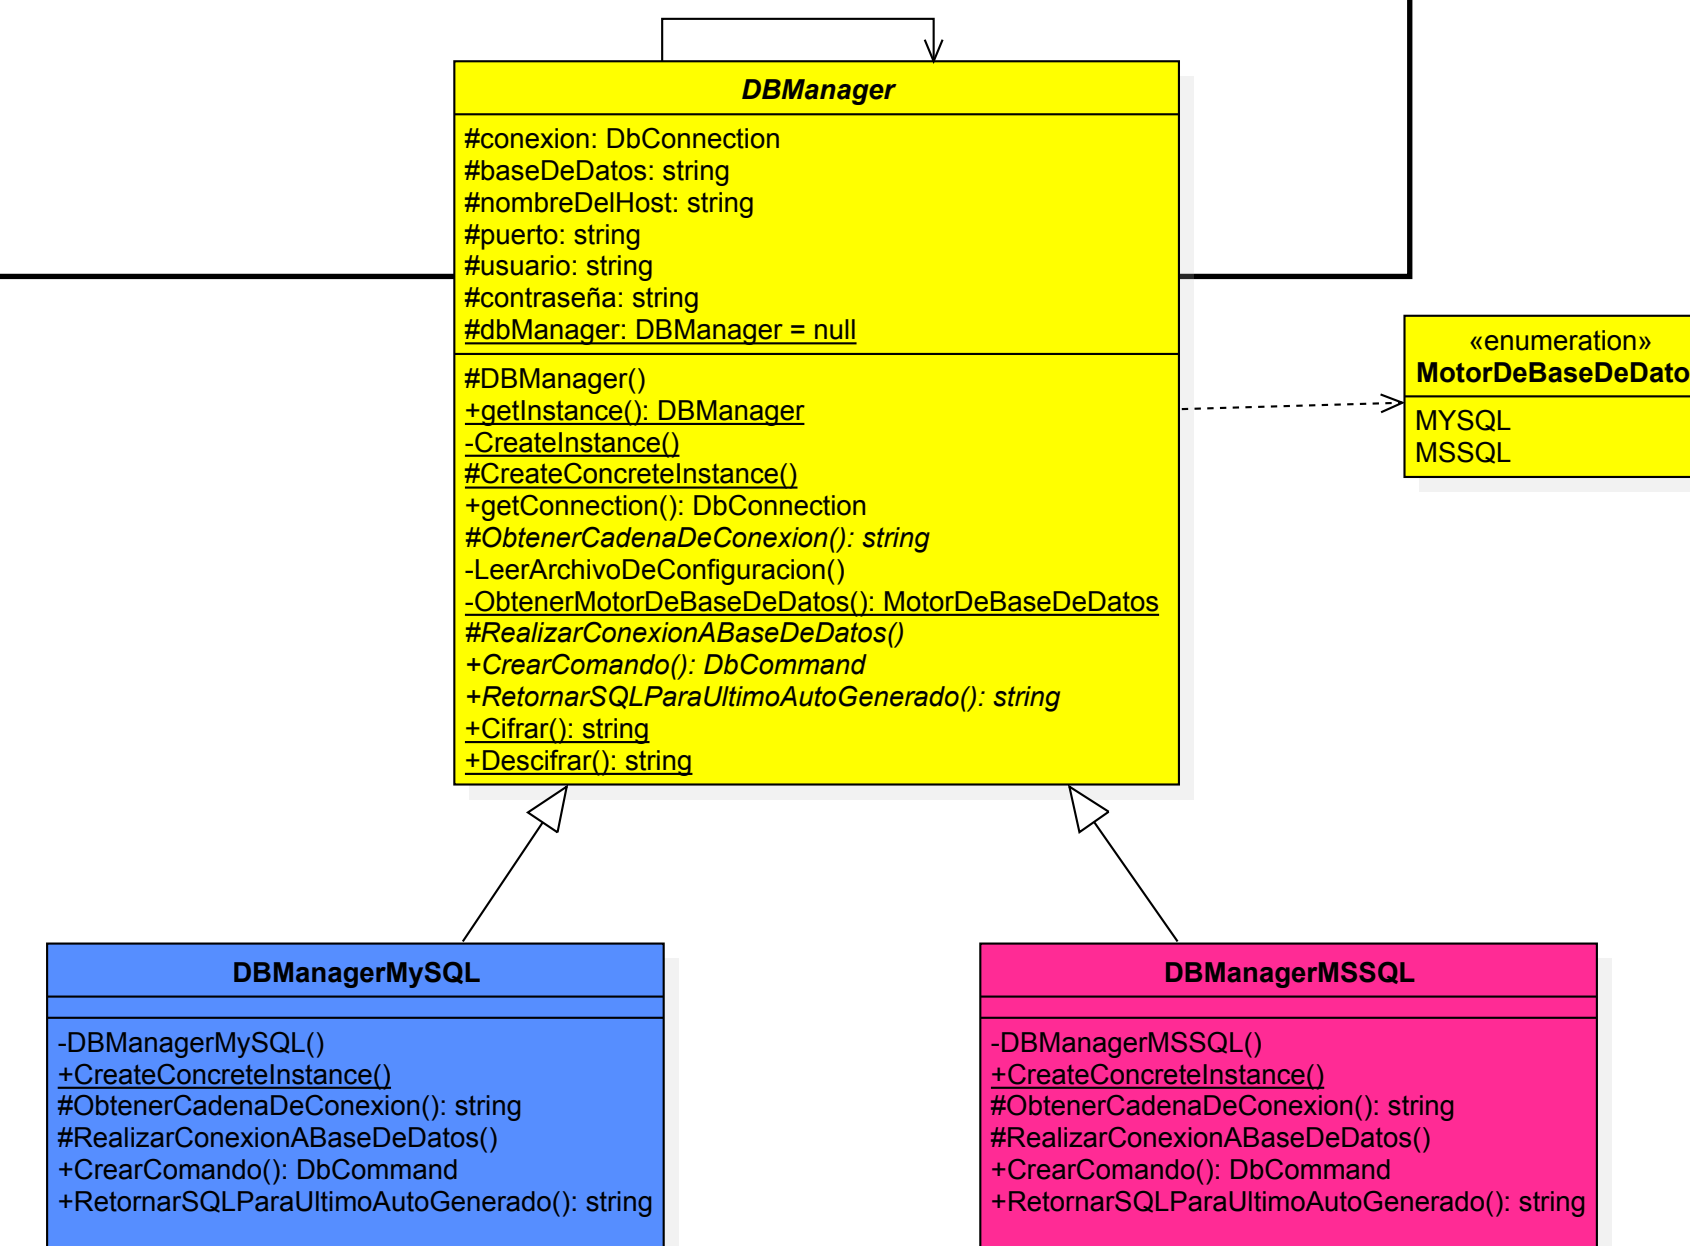 DBManager
#conexion: DbConnection
#baseDeDatos: string
#nombreDelHost: string
#puerto: string
#usuario: string
#contraseña: string
#dbManager: DBManager = null
#DBManager()
+getInstance(): DBManager
-CreateInstance()
#CreateConcreteInstance()
+getConnection(): DbConnection
#ObtenerCadenaDeConexion(): string
-LeerArchivoDeConfiguracion()
-ObtenerMotorDeBaseDeDatos(): MotorDeBaseDeDatos
#RealizarConexionABaseDeDatos()
+CrearComando(): DbCommand
+RetornarSQLParaUltimoAutoGenerado(): string
+Cifrar(): string
+Descifrar(): string
«enumeration»
MotorDeBaseDeDato
MYSQL
MSSQL
DBManagerMySQL
-DBManagerMySQL()
+CreateConcreteInstance()
#ObtenerCadenaDeConexion(): string
#RealizarConexionABaseDeDatos()
+CrearComando(): DbCommand
+RetornarSQLParaUltimoAutoGenerado(): string
DBManagerMSSQL
-DBManagerMSSQL()
+CreateConcreteInstance()
#ObtenerCadenaDeConexion(): string
#RealizarConexionABaseDeDatos()
+CrearComando(): DbCommand
+RetornarSQLParaUltimoAutoGenerado(): string